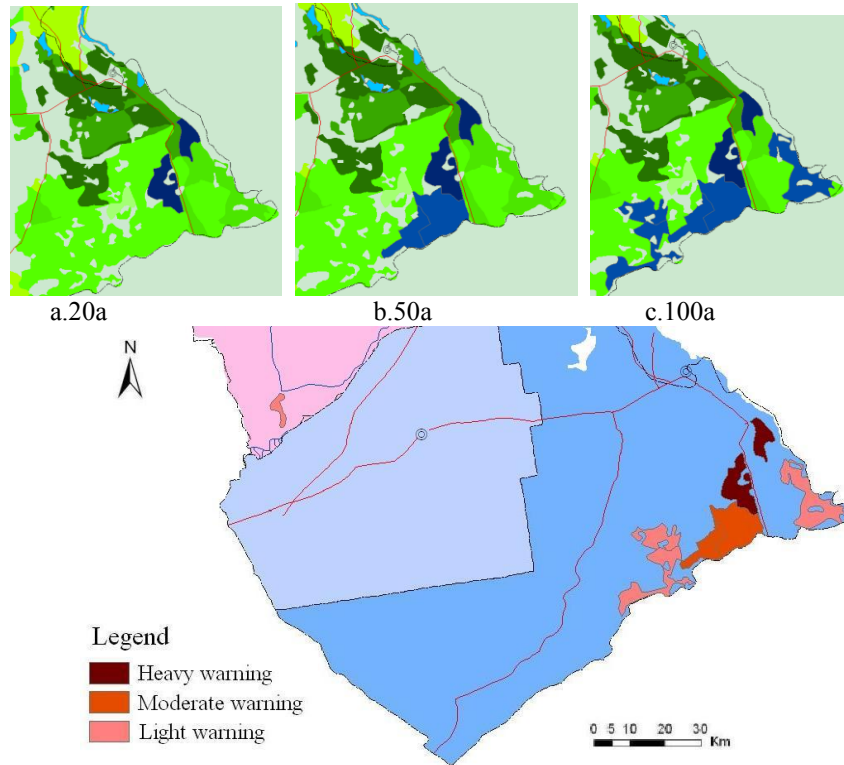 a.20a
b.50a
c.100a
N
Legend
Heavy warning
Moderate warning
Light warning
0 5 10 20 30
Km